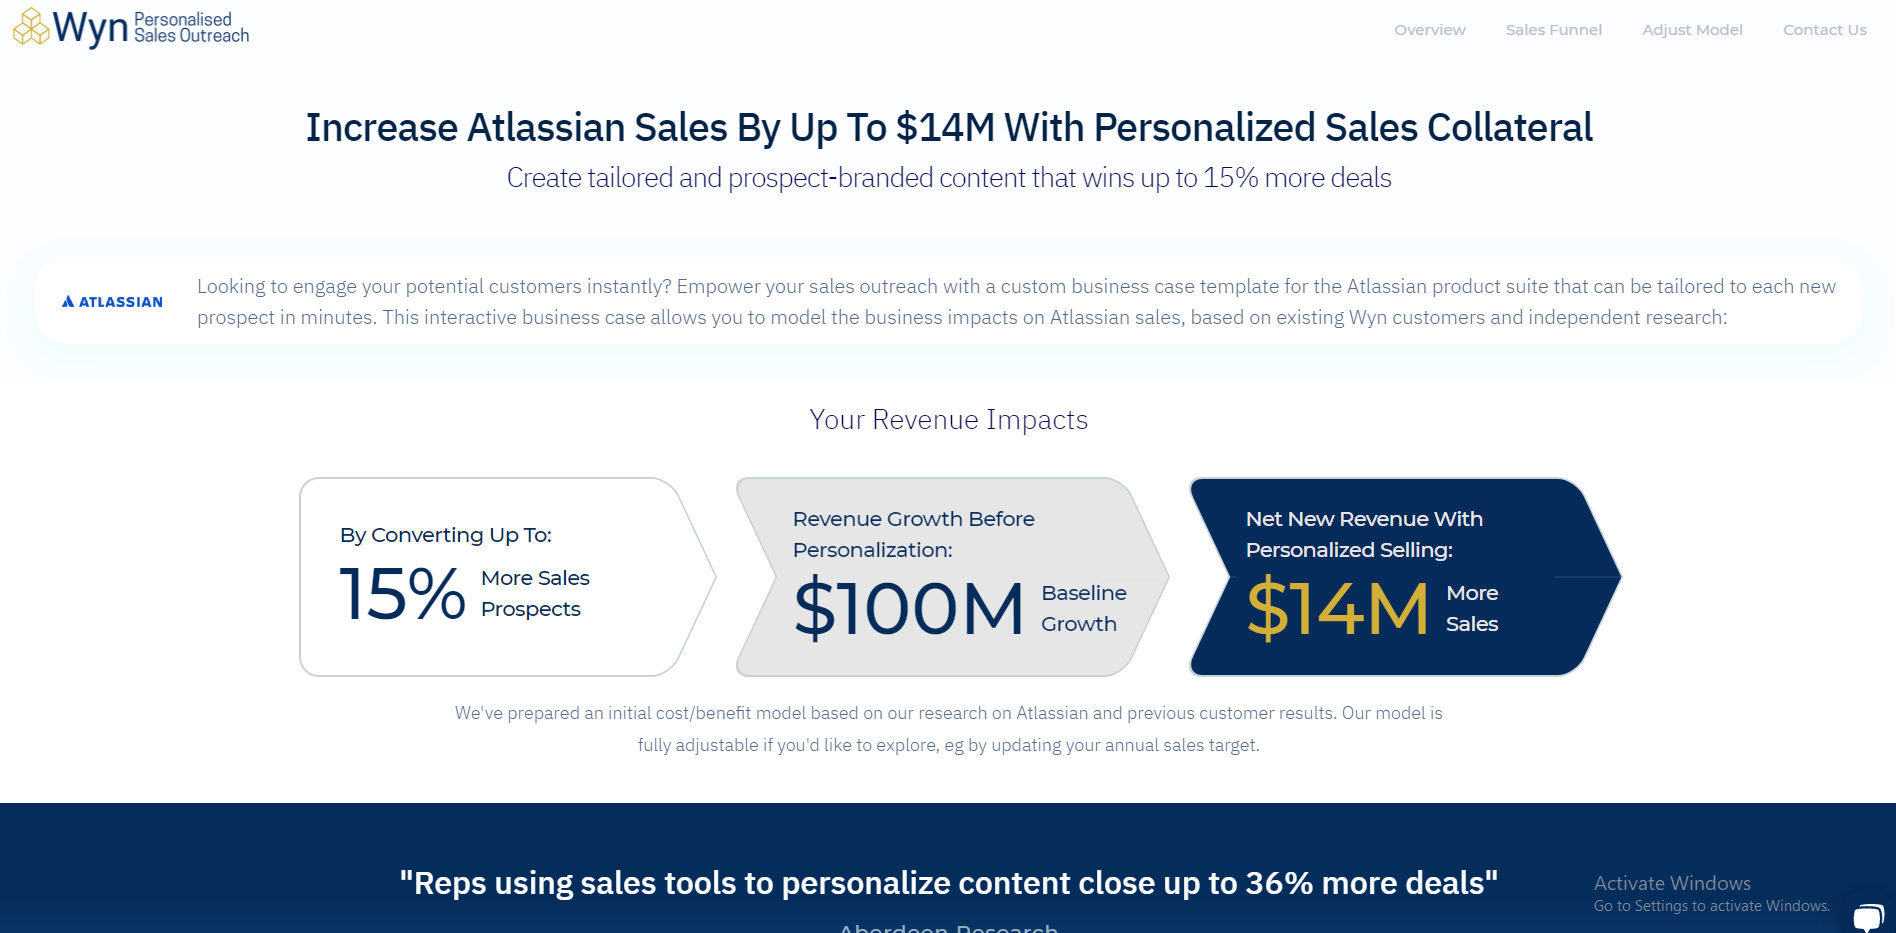 Wyn Personalised
Sales Outreach
Overview
Sales Funnel
Adjust Model
Contact Us
Increase Atlassian Sales By Up To $14M With Personalized Sales Collateral
Create tailored and prospect-branded content that wins up to 15% more deals
ATLASSIAN
Looking to engage your potential customers instantly? Empower your sales outreach with a custom business case template for the Atlassian product suite that can be tailored to each new
prospect in minutes. This interactive business case allows you to model the business impacts on Atlassian sales, based on existing Wyn customers and independent research:
Your Revenue Impacts
By Converting Up To:
15% More Sales
Prospects
Revenue Growth Before
Personalization:
$100M Baseline
Growth
Net New Revenue With
Personalized Selling:
$14M More
Sales
We've prepared an initial cost/benefit model based on our research on Atlassian and previous customer results. Our model is
fully adjustable if you'd like to explore, eg by updating your annual sales target.
"Reps using sales tools to personalize content close up to 36% more deals"
Aberdeen Research
Activate Windows
Go to Settings to activate Windows.